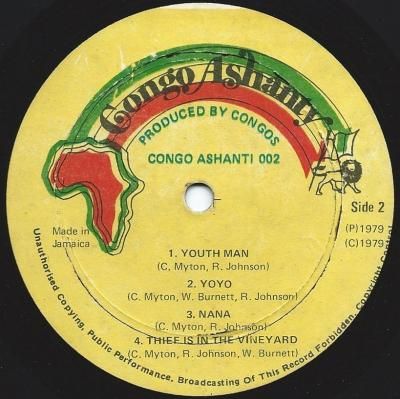 Congo Ashanty
PRODUCED BY CONGOS
CONGO ASHANTI 002
Side 2
Made in
Jamaica
(P)1979
(C)1979
1. YOUTH MAN
(C. Myton, R. Johnson)
2. YOYO
(C. Myton, W. Burnett, R. Johnson)
3. NANA
(C. Myton, R. Johnson)
4. THIEF IS IN THE VINEYARD
(C. Myton, R. Johnson, W. Burnett)
Unauthorised Copying, Public Performance, Broadcasting Of This Record Forbidden. Copyright Control